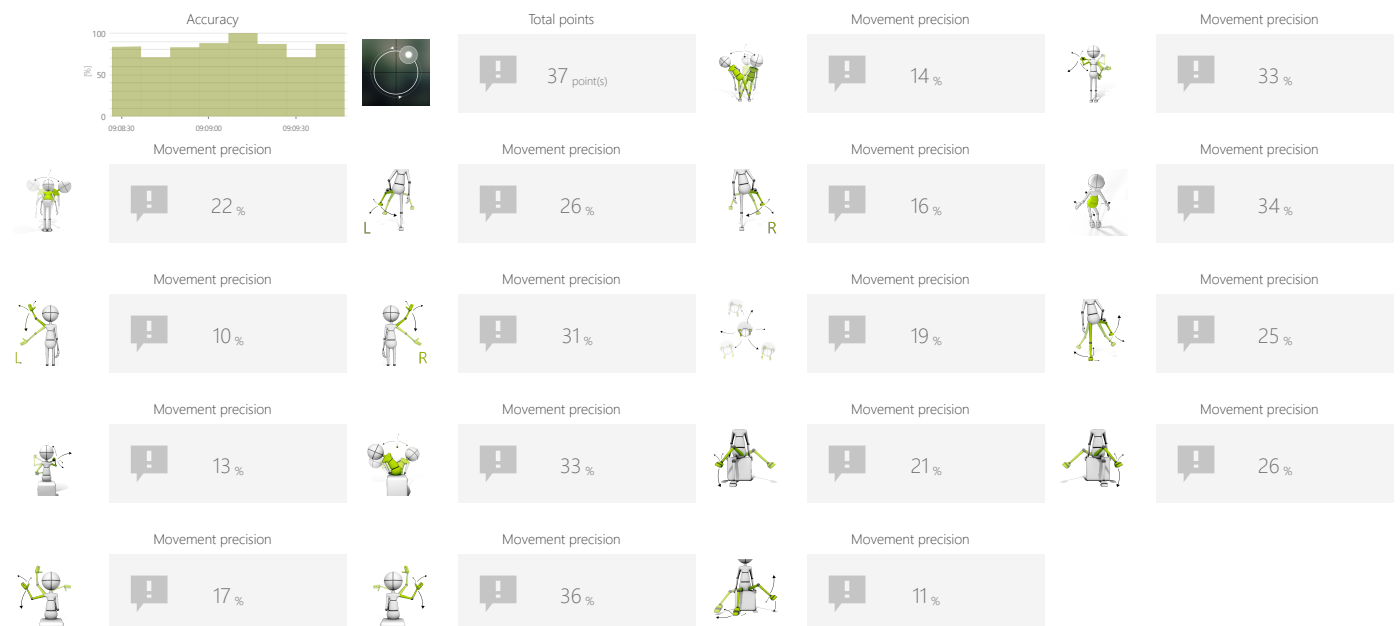 Accuracy
Total points
Movement precision
Movement precision
100
[%]
50
0
09:08:30
09:09:00
09:09:30
37 point(s)
14 %
33 %
Movement precision
Movement precision
Movement precision
Movement precision
22 %
L
26 %
R
16 %
34 %
Movement precision
Movement precision
Movement precision
Movement precision
L
10 %
R
31 %
19 %
25 %
Movement precision
Movement precision
Movement precision
Movement precision
13 %
33 %
21 %
26 %
Movement precision
Movement precision
Movement precision
17 %
36 %
11 %